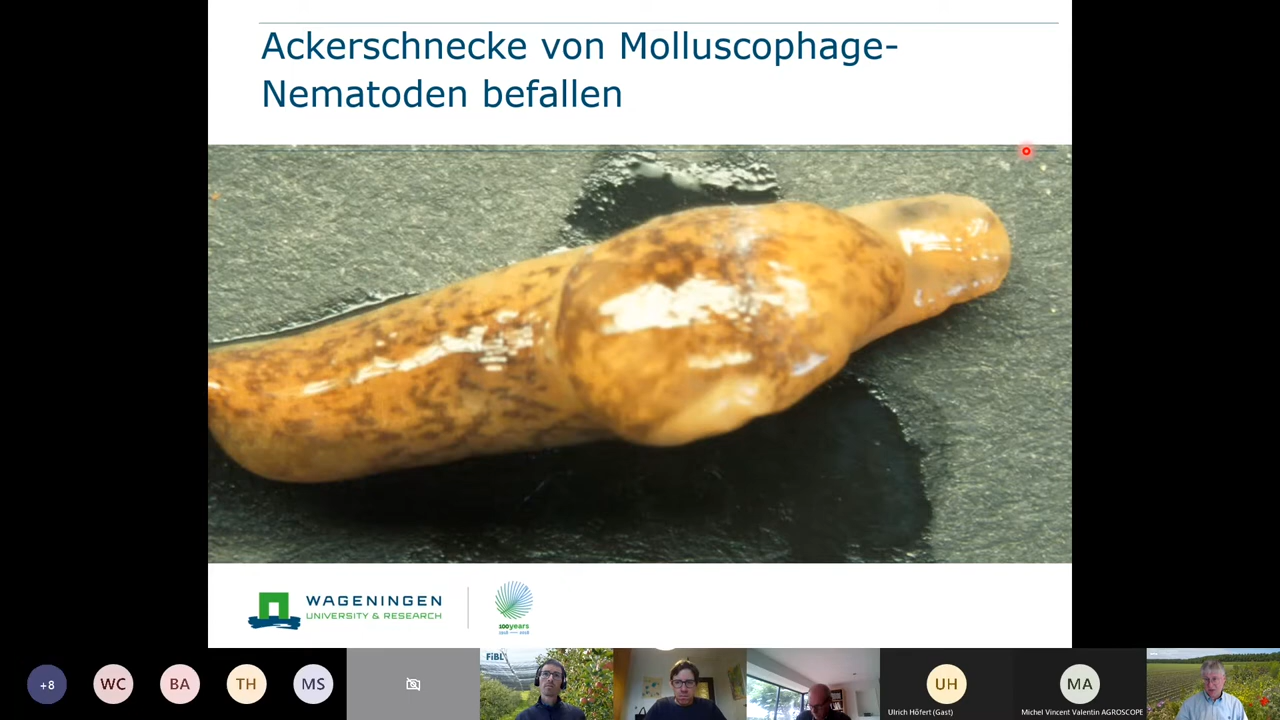 Ackerschnecke von Molluscophage-
Nematoden befallen
WAGENINGEN
UNIVERSITY & RESEARCH
100years
+8
WC
BA
TH
MS
FiBL
UH
Ulrich Höfert (Gast)
MA
Michel Vincent Valentin AGROSCOPE